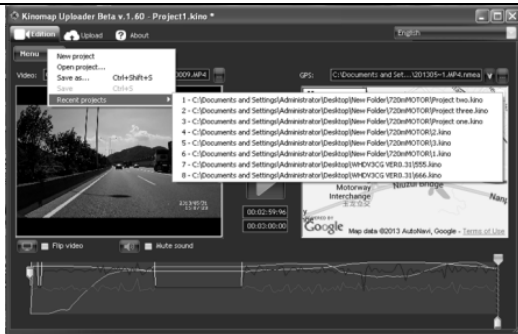 Kinomap Uploader Beta v.1.60 - Project1.kino *
Edition Upload ? About English
Menu
New project
Open project...
Save as... Ctrl+Shift+S
Save Ctrl+S
Recent projects
Video: 0009.MP4
GPS: C:\Documents and Set...\201305=1.MP4.nmea
1 - C:\Documents and Settings\Administrator\Desktop\New Folder\720mMOTOR\Project two.kino
2 - C:\Documents and Settings\Administrator\Desktop\New Folder\720mMOTOR\Project three.kino
3 - C:\Documents and Settings\Administrator\Desktop\New Folder\720mMOTOR\Project one.kino
4 - C:\Documents and Settings\Administrator\Desktop\New Folder\720mMOTOR\2.kino
5 - C:\Documents and Settings\Administrator\Desktop\New Folder\720mMOTOR\3.kino
6 - C:\Documents and Settings\Administrator\Desktop\New Folder\720mMOTOR\1.kino
7 - C:\Documents and Settings\Administrator\Desktop\WHDV3CG VER0.31\555.kino
8 - C:\Documents and Settings\Administrator\Desktop\WHDV3CG VER0.31\666.kino
Motorway
Interchange
Niuzui Bridge
00:02:59:96
00:03:00:00
POWERED BY
Google
Map data ©2013 AutoNavi, Google - Terms of Use
Flip video
Mute sound